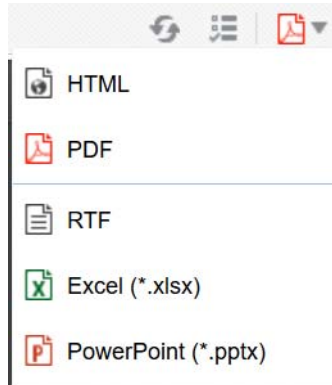 HTML
PDF
RTF
Excel (*.xlsx)
PowerPoint (*.pptx)